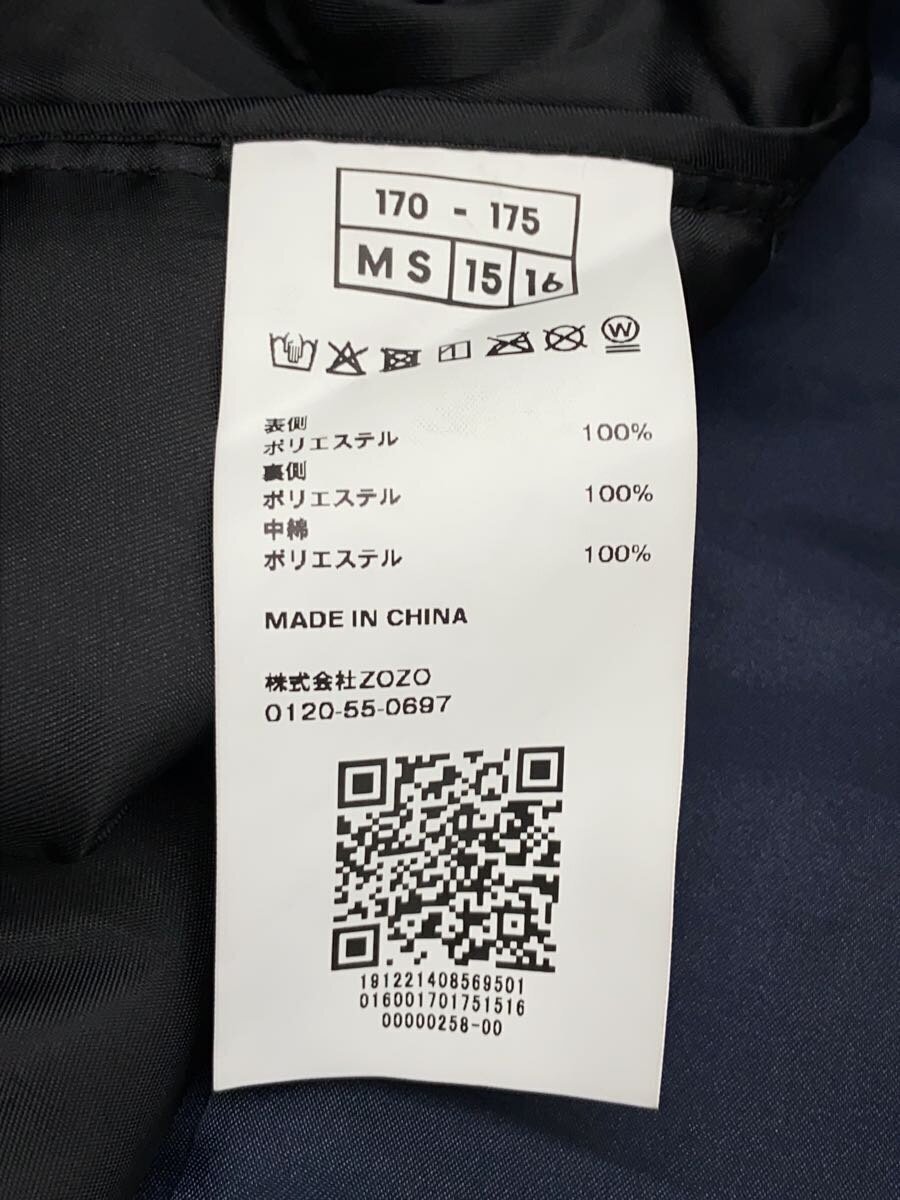 170 - 175
MS 15 16
W
表側
ポリエステル 100%
裏側
ポリエステル 100%
中綿
ポリエステル 100%
MADE IN CHINA
株式会社ZOZO
0120-55-0697
191221408569501
016001701751516
00000258-00